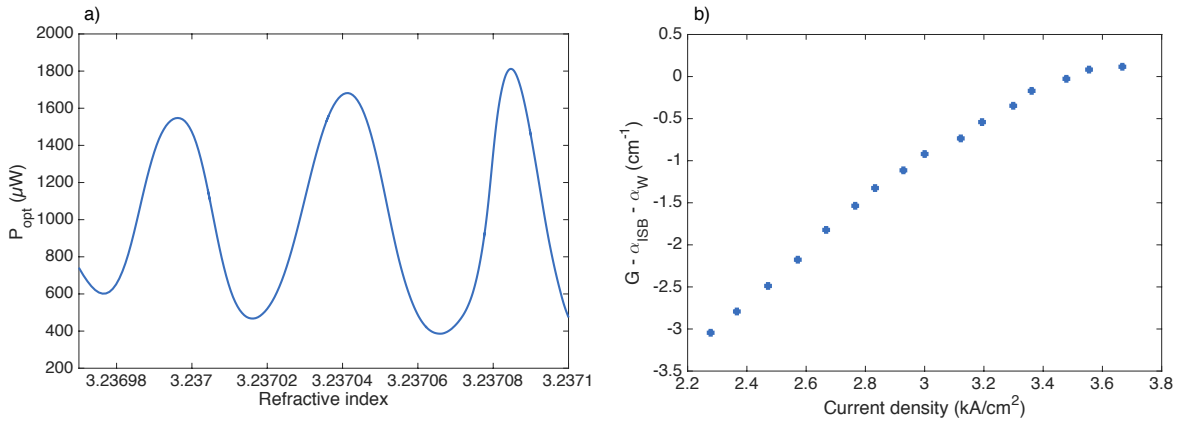 a)
2000
1800
1600
1400
1200
1000
800
600
400
200
P_opt (µW)
3.23698 3.237 3.23702 3.23704 3.23706 3.23708 3.2371
Refractive index
b)
0.5
0
-0.5
-1
-1.5
-2
-2.5
-3
-3.5
G - α_ISB - α_W (cm⁻¹)
2.2 2.4 2.6 2.8 3 3.2 3.4 3.6 3.8
Current density (kA/cm²)